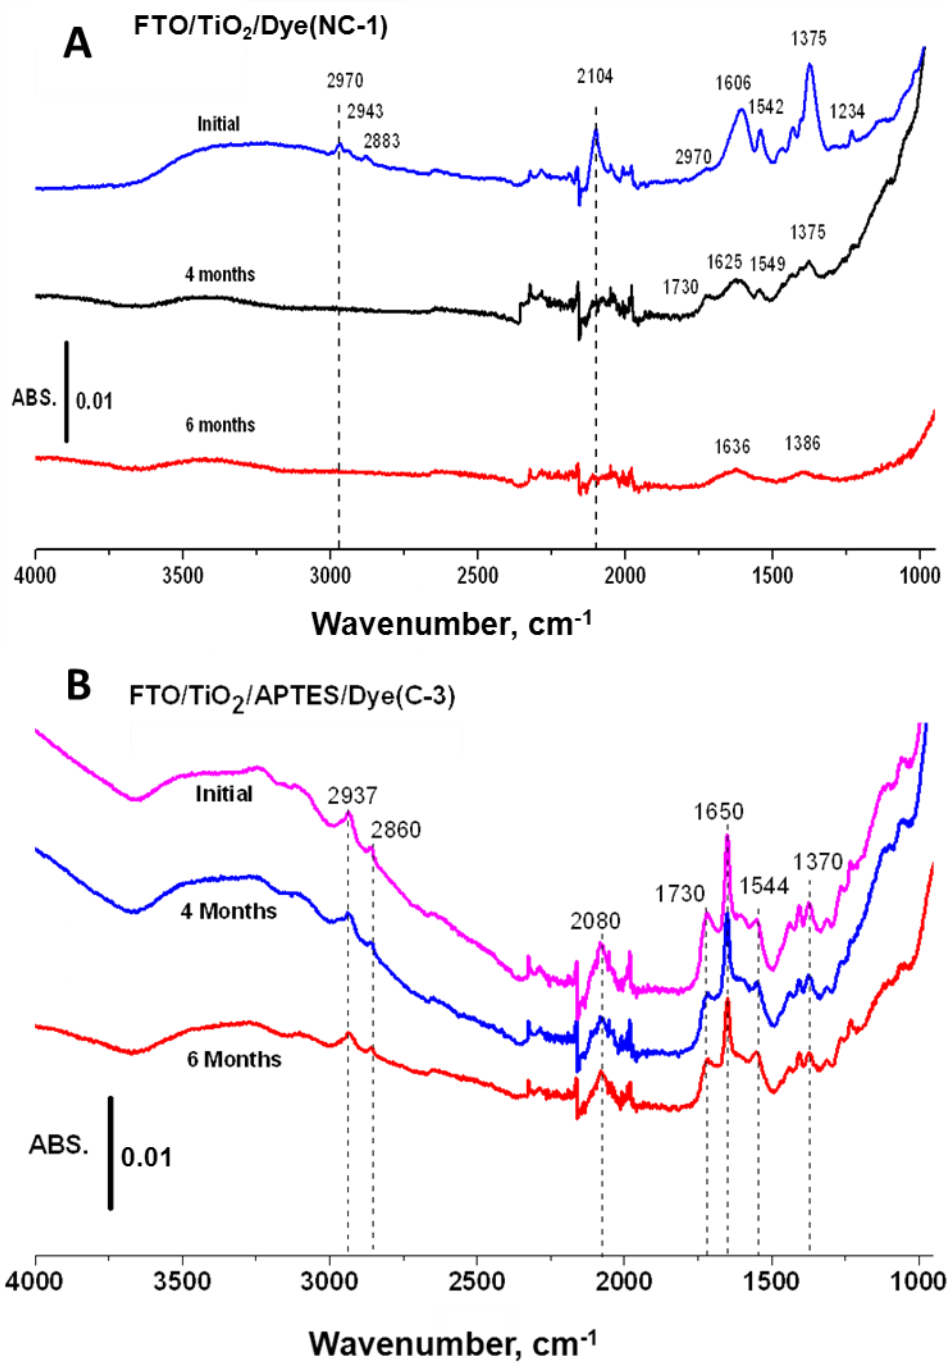 A
FTO/TiO2/Dye(NC-1)
1375
2970
2104
1606
2943
1542
1234
Initial
2883
2970
1375
4 months
1625
1549
1730
ABS.
0.01
6 months
1636
1386
4000
3500
3000
2500
2000
1500
1000
Wavenumber, cm-1
B
FTO/TiO2/APTES/Dye(C-3)
Initial
2937
1650
2860
1370
1730
1544
4 Months
2080
6 Months
ABS.
0.01
4000
3500
3000
2500
2000
1500
1000
Wavenumber, cm-1